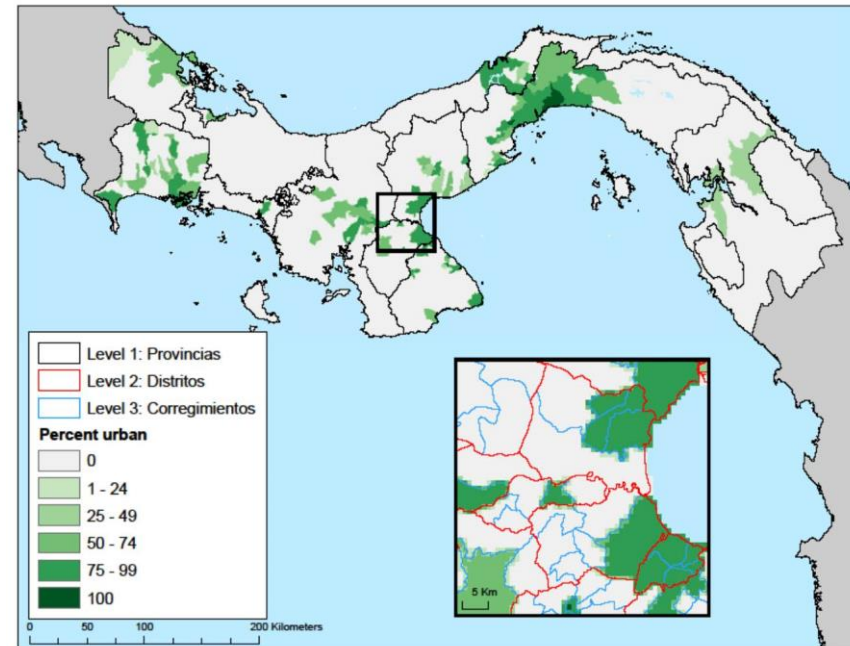 Level 1: Provincias
Level 2: Distritos
Level 3: Corregimientos
Percent urban
0
1 - 24
25 - 49
50 - 74
75 - 99
100
0 50 100 200 Kilometers
5 Km